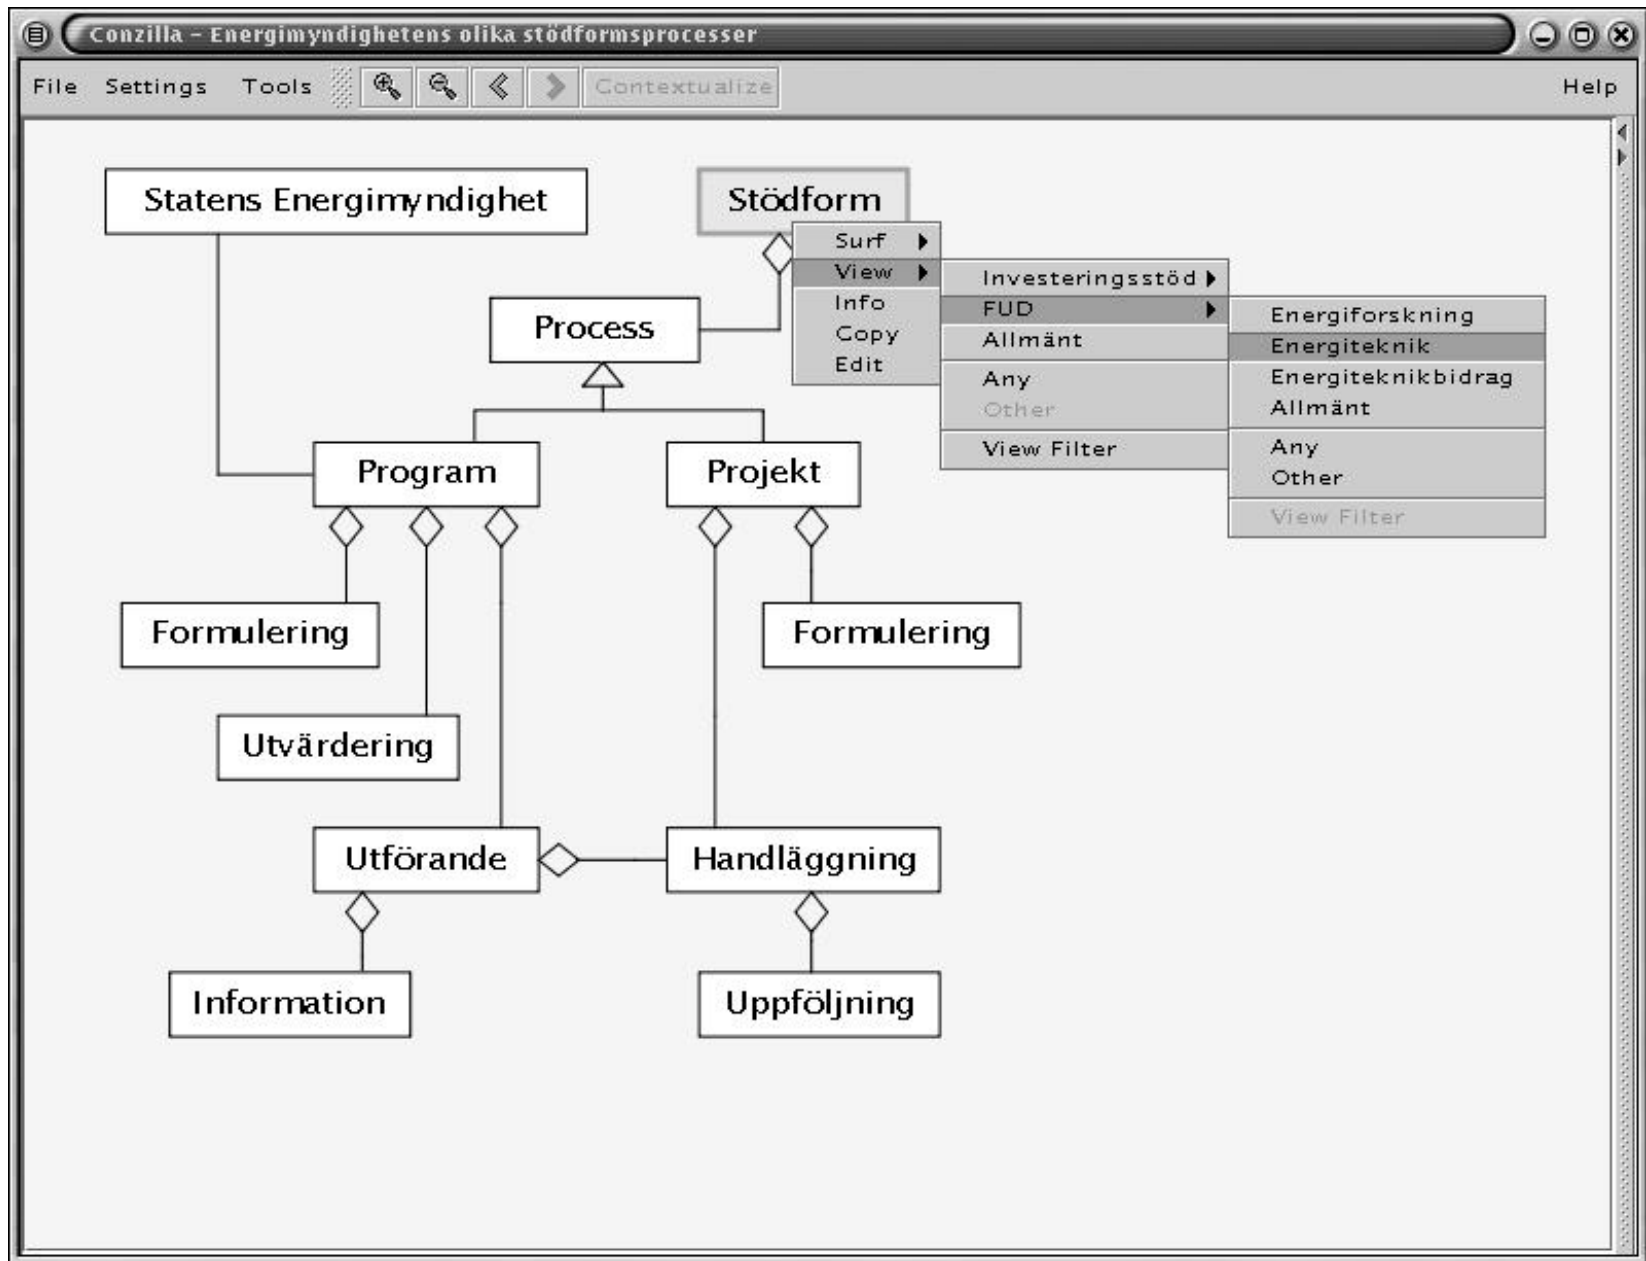 Conzilla – Energimyndighetens olika stödformsprocesser
File Settings Tools Contextualize Help
Statens Energimyndighet
Stödform
Surf
View
Info
Copy
Edit
Investeringsstöd
FUD
Allmänt
Any
Other
View Filter
Energiforskning
Energiteknik
Energiteknikbidrag
Allmänt
Any
Other
View Filter
Process
Program
Projekt
Formulering
Formulering
Utvärdering
Utförande
Handläggning
Information
Uppföljning